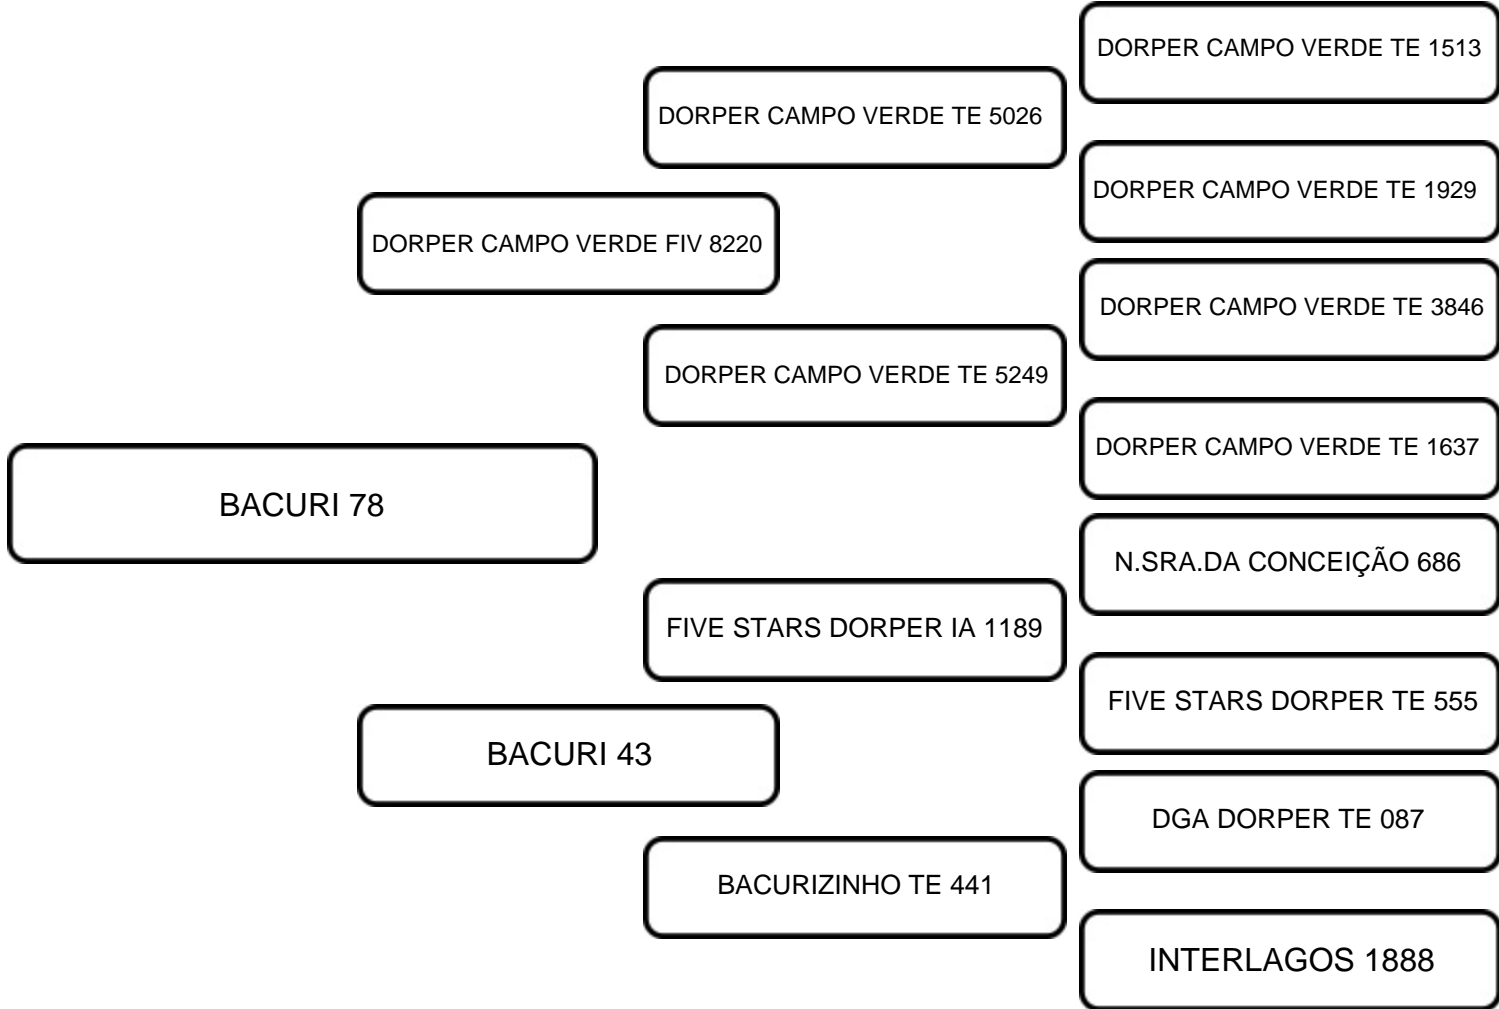 DORPER CAMPO VERDE TE 1513
DORPER CAMPO VERDE TE 5026
DORPER CAMPO VERDE TE 1929
DORPER CAMPO VERDE FIV 8220
DORPER CAMPO VERDE TE 3846
DORPER CAMPO VERDE TE 5249
DORPER CAMPO VERDE TE 1637
BACURI 78
N.SRA.DA CONCEIÇÃO 686
FIVE STARS DORPER IA 1189
FIVE STARS DORPER TE 555
BACURI 43
DGA DORPER TE 087
BACURIZINHO TE 441
INTERLAGOS 1888